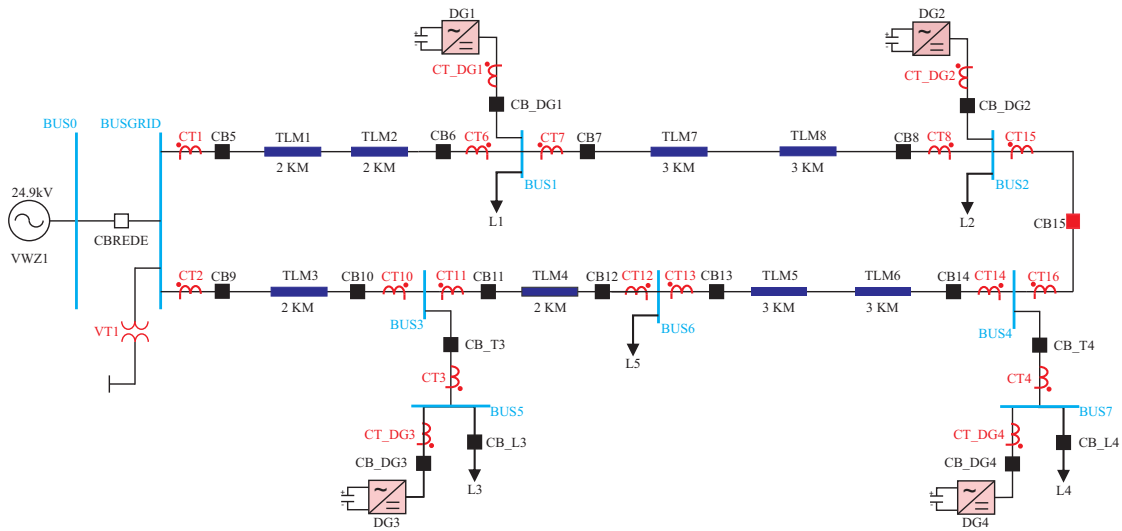 DG1
DG2
CT_DG1
CT_DG2
CB_DG1
CB_DG2
BUS0
BUSGRID
CT1
CB5
TLM1
TLM2
CB6
CT6
CT7
CB7
TLM7
TLM8
CB8
CT8
CT15
2 KM
2 KM
BUS1
3 KM
3 KM
BUS2
24.9kV
L1
L2
CB15
CBREDE
VWZ1
CT2
CB9
TLM3
CB10
CT10
CT11
CB11
TLM4
CB12
CT12
CT13
CB13
TLM5
TLM6
CB14
CT14
CT16
2 KM
2 KM
3 KM
3 KM
VT1
BUS3
BUS6
BUS4
CB_T3
L5
CB_T4
CT3
CT4
BUS5
BUS7
CT_DG3
CB_L3
CT_DG4
CB_L4
CB_DG3
CB_DG4
L3
L4
DG3
DG4